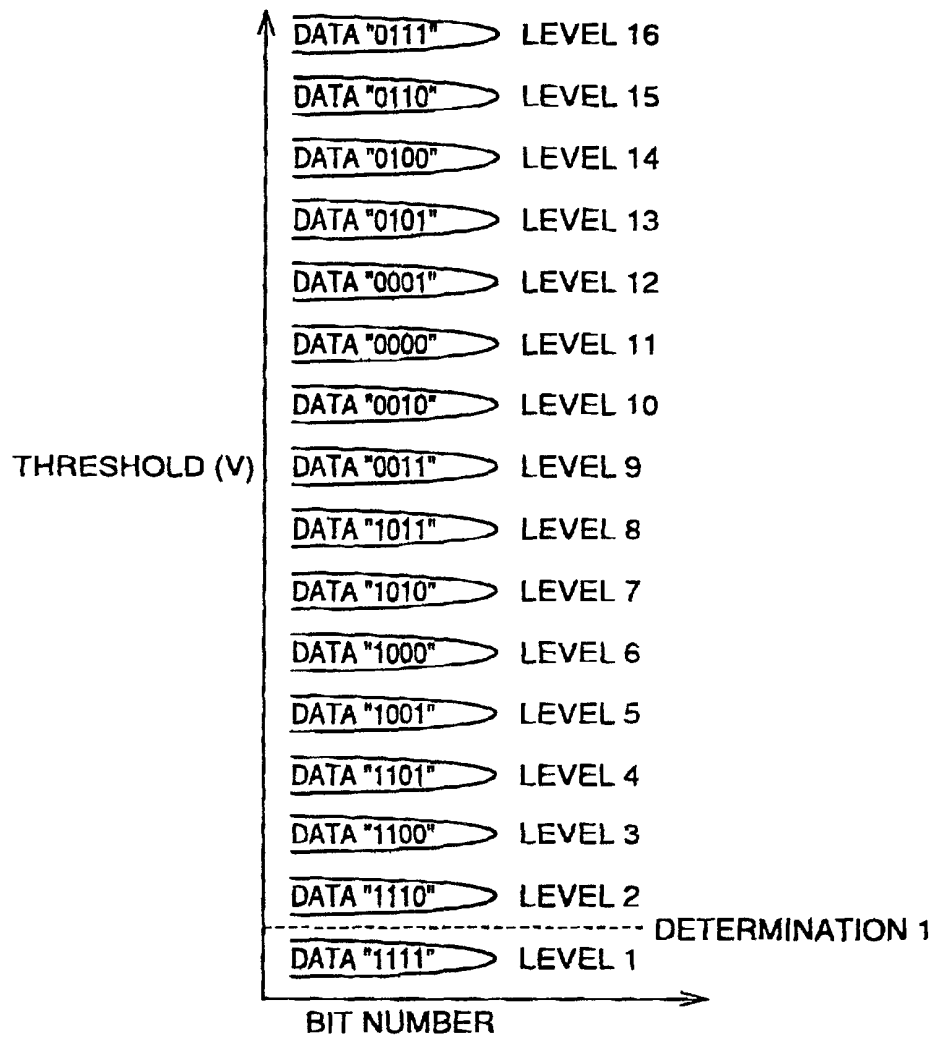 DATA "0111" LEVEL 16
DATA "0110" LEVEL 15
DATA "0100" LEVEL 14
DATA "0101" LEVEL 13
DATA "0001" LEVEL 12
DATA "0000" LEVEL 11
DATA "0010" LEVEL 10
THRESHOLD (V) DATA "0011" LEVEL 9
DATA "1011" LEVEL 8
DATA "1010" LEVEL 7
DATA "1000" LEVEL 6
DATA "1001" LEVEL 5
DATA "1101" LEVEL 4
DATA "1100" LEVEL 3
DATA "1110" LEVEL 2
DETERMINATION 1
DATA "1111" LEVEL 1
BIT NUMBER